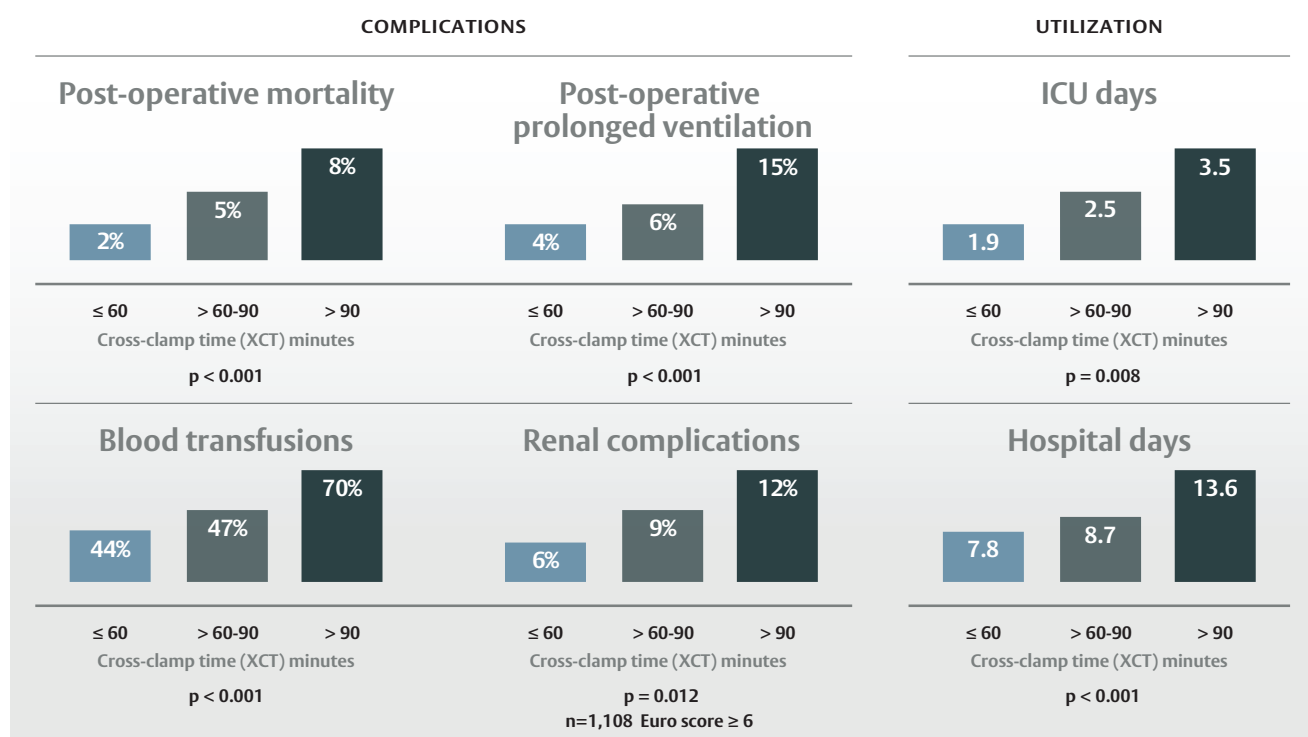 COMPLICATIONS
UTILIZATION
Post-operative mortality
8%
5%
2%
≤ 60 > 60-90 > 90
Cross-clamp time (XCT) minutes
p < 0.001
Post-operative
prolonged ventilation
15%
6%
4%
≤ 60 > 60-90 > 90
Cross-clamp time (XCT) minutes
p < 0.001
ICU days
3.5
2.5
1.9
≤ 60 > 60-90 > 90
Cross-clamp time (XCT) minutes
p = 0.008
Blood transfusions
70%
47%
44%
≤ 60 > 60-90 > 90
Cross-clamp time (XCT) minutes
p < 0.001
Renal complications
12%
9%
6%
≤ 60 > 60-90 > 90
Cross-clamp time (XCT) minutes
p = 0.012
n=1,108 Euro score ≥ 6
Hospital days
13.6
8.7
7.8
≤ 60 > 60-90 > 90
Cross-clamp time (XCT) minutes
p < 0.001